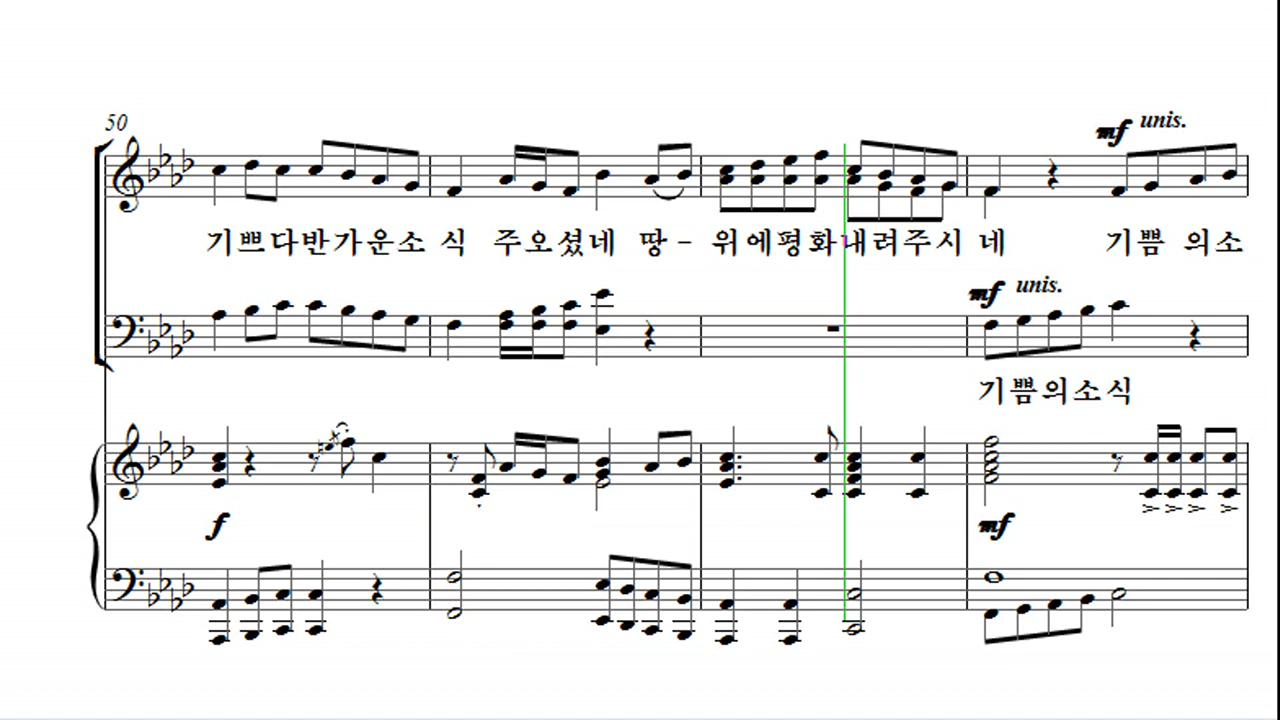 50
mf unis.
기쁘다반가운소 식 주오셨네 땅 - 위에평화내려주시 네 기쁨 의소
mf unis.
기쁨의소식
f mf